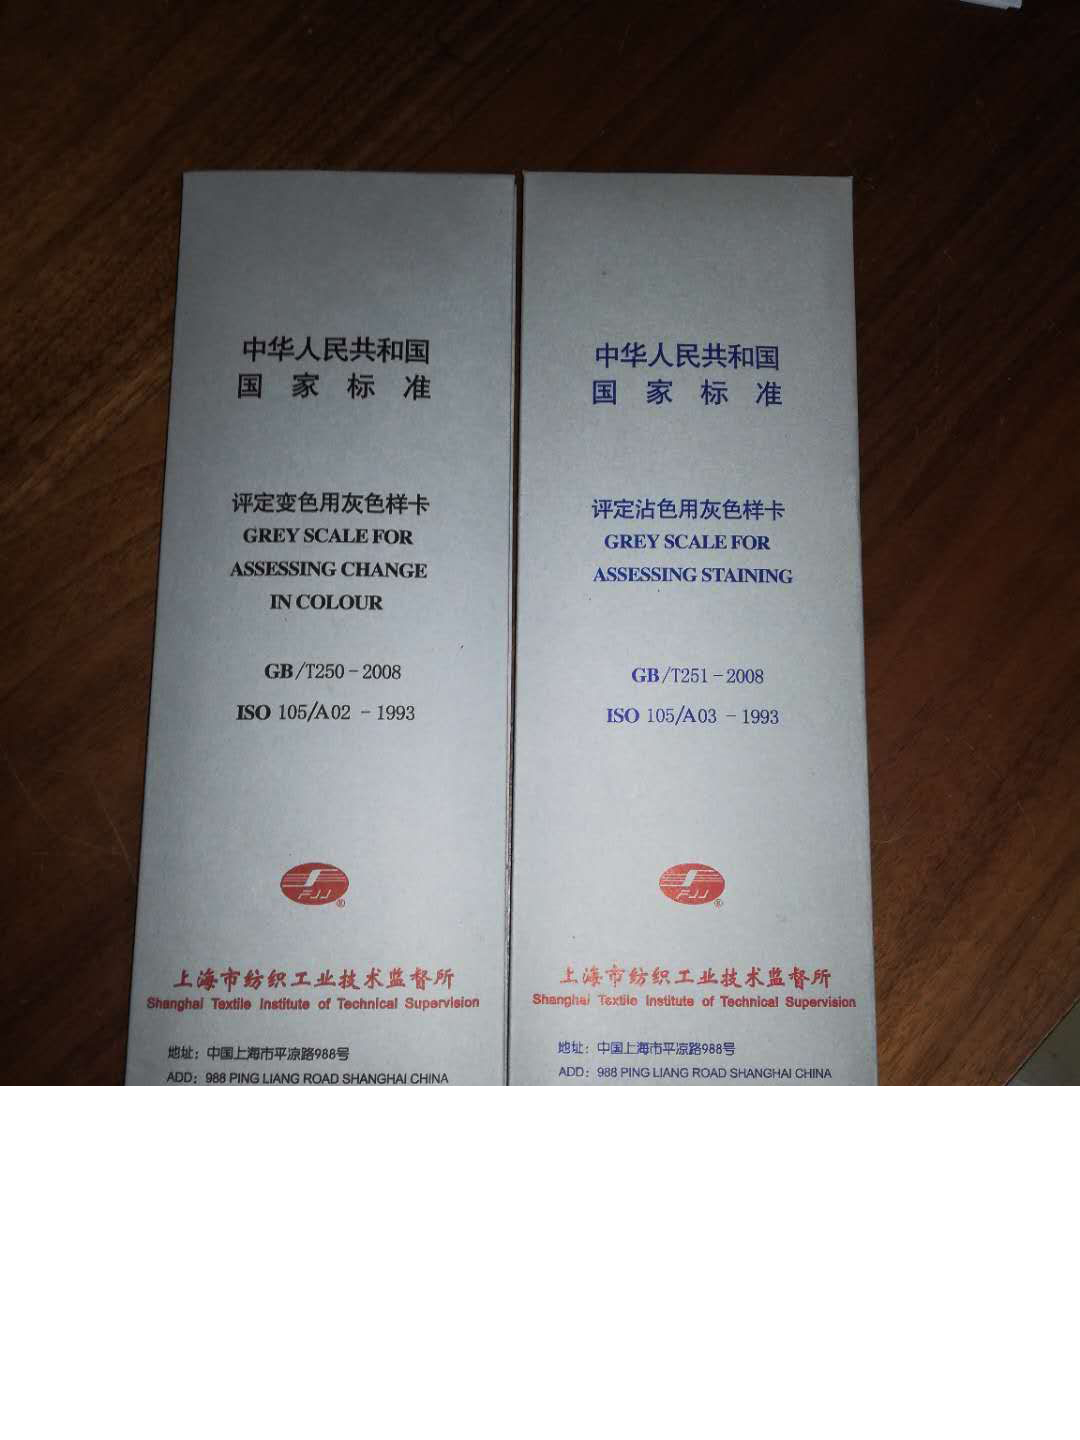 中华人民共和国
国家标准
评定变色用灰色样卡
GREY SCALE FOR
ASSESSING CHANGE
IN COLOUR
GB/T250-2008
ISO 105/A02 -1993
FJJ®
上海市纺织工业技术监督所
Shanghai Textile Institute of Technical Supervision
地址：中国上海市平凉路988号
ADD：988 PING LIANG ROAD SHANGHAI CHINA
中华人民共和国
国家标准
评定沾色用灰色样卡
GREY SCALE FOR
ASSESSING STAINING
GB/T251-2008
ISO 105/A03 -1993
FJJ®
上海市纺织工业技术监督所
Shanghai Textile Institute of Technical Supervision
地址：中国上海市平凉路988号
ADD：988 PING LIANG ROAD SHANGHAI CHINA